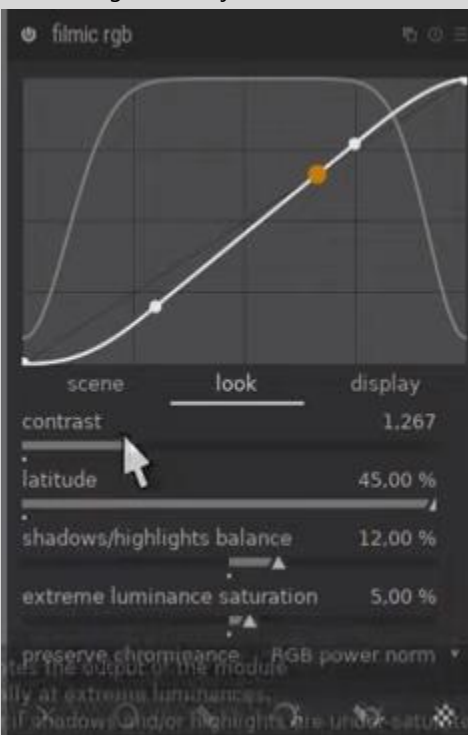 filmic rgb
scene look display
contrast 1,267
latitude 45,00 %
shadows/highlights balance 12,00 %
extreme luminance saturation 5,00 %
preserve chrominance RGB power norm
the output of the module
at extreme luminances.
if shadows and/or highlights are under-